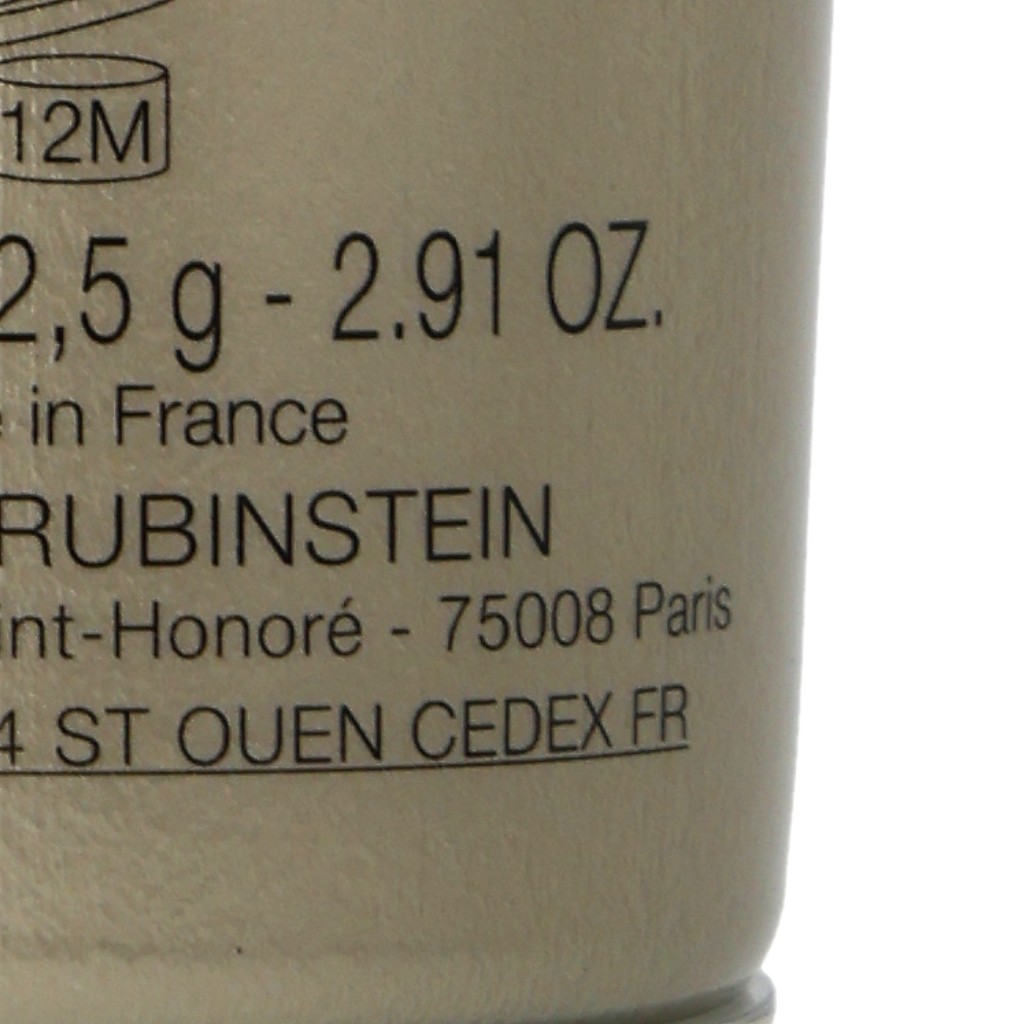 12M
2,5 g - 2.91 OZ.
in France
RUBINSTEIN
int-Honoré - 75008 Paris
4 ST OUEN CEDEX FR